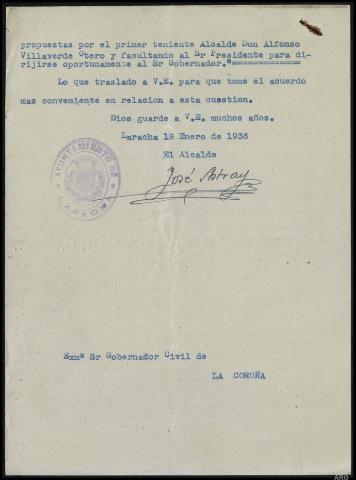 propuestas por el primer teniente Alcalde Don Alfonso
Villaverde Otero y facultando al Sr Presidente para di-
rijirse oportunamente al Sr Gobernador."
Lo que traslado a V.E. para que tome el acuerdo
mas conveniente en relacion a esta cuestion.
Dios guarde a V.E. muchos años.
Laracha 19 Enero de 1936
El Alcalde
José Astray
AYUNTAMIENTO DE
LARACHA
Exmº Sr Gobernador Civil de
LA CORUÑA
ARG